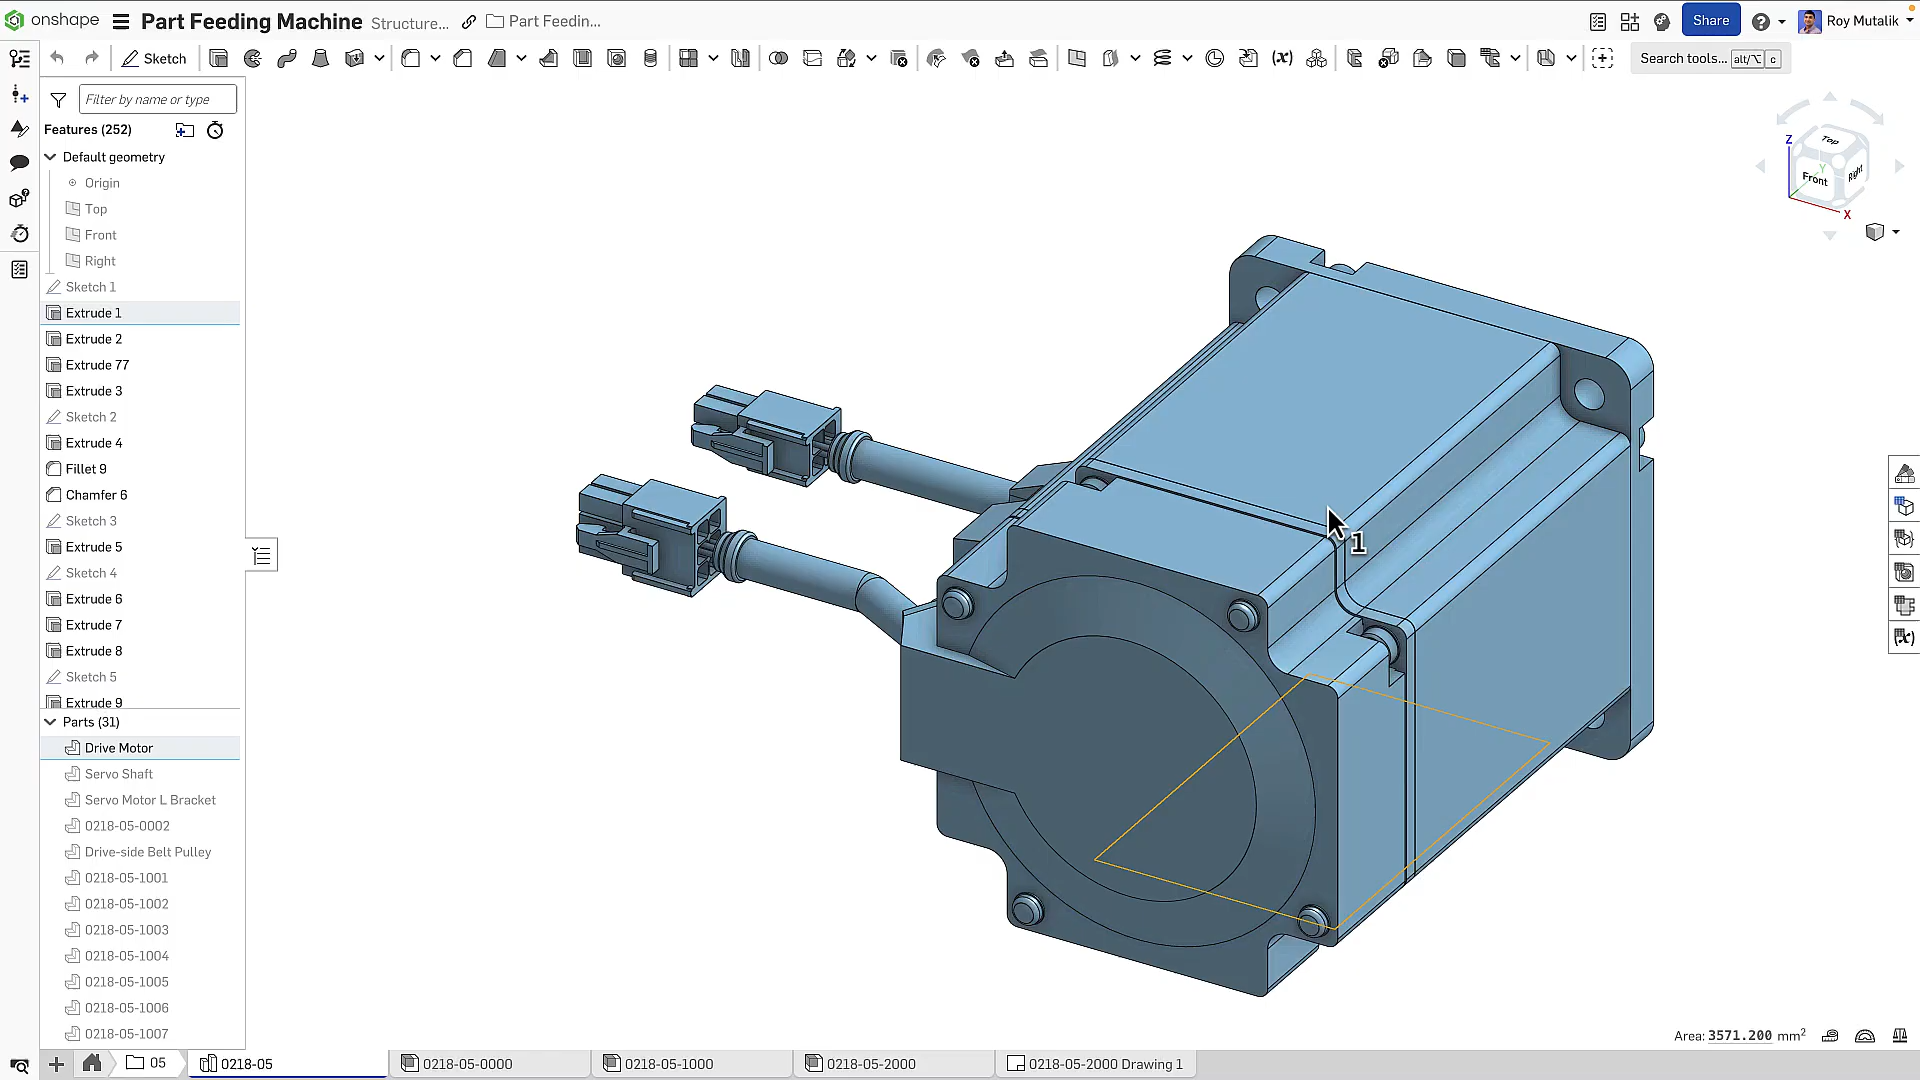 onshape Part Feeding Machine Structure... Part Feedin... Share Roy Mutalik
Sketch (x) Search tools... alt/⌥ c
Filter by name or type
Features (252)
Default geometry
Origin
Top
Front
Right
Sketch 1
Extrude 1
Extrude 2
Extrude 77
Extrude 3
Sketch 2
Extrude 4
Fillet 9
Chamfer 6
Sketch 3
Extrude 5
Sketch 4
Extrude 6
Extrude 7
Extrude 8
Sketch 5
Extrude 9
Parts (31)
Drive Motor
Servo Shaft
Servo Motor L Bracket
0218-05-0002
Drive-side Belt Pulley
0218-05-1001
0218-05-1002
0218-05-1003
0218-05-1004
0218-05-1005
0218-05-1006
0218-05-1007
Z
Top
Y
Front
Right
X
1
Area: 3571.200 mm²
05 0218-05 0218-05-0000 0218-05-1000 0218-05-2000 0218-05-2000 Drawing 1